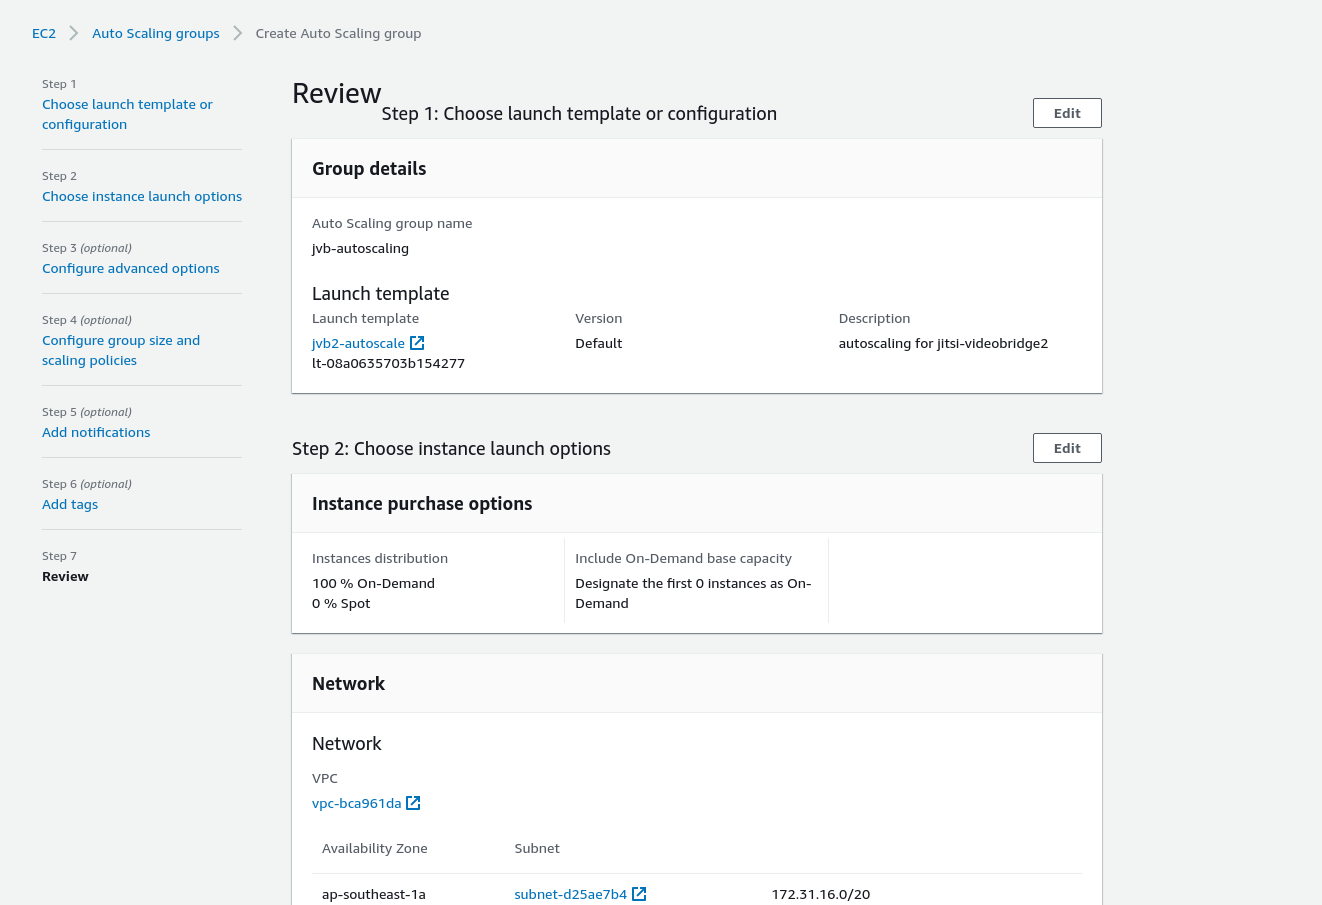 EC2 Auto Scaling groups Create Auto Scaling group
Step 1
Choose launch template or
configuration
Step 2
Choose instance launch options
Step 3 (optional)
Configure advanced options
Step 4 (optional)
Configure group size and
scaling policies
Step 5 (optional)
Add notifications
Step 6 (optional)
Add tags
Step 7
Review
Review
Step 1: Choose launch template or configuration Edit
Group details
Auto Scaling group name
jvb-autoscaling
Launch template
Launch template Version Description
jvb2-autoscale Default autoscaling for jitsi-videobridge2
lt-08a0635703b154277
Step 2: Choose instance launch options Edit
Instance purchase options
Instances distribution Include On-Demand base capacity
100 % On-Demand Designate the first 0 instances as On-
0 % Spot Demand
Network
Network
VPC
vpc-bca961da
Availability Zone Subnet
ap-southeast-1a subnet-d25ae7b4 172.31.16.0/20